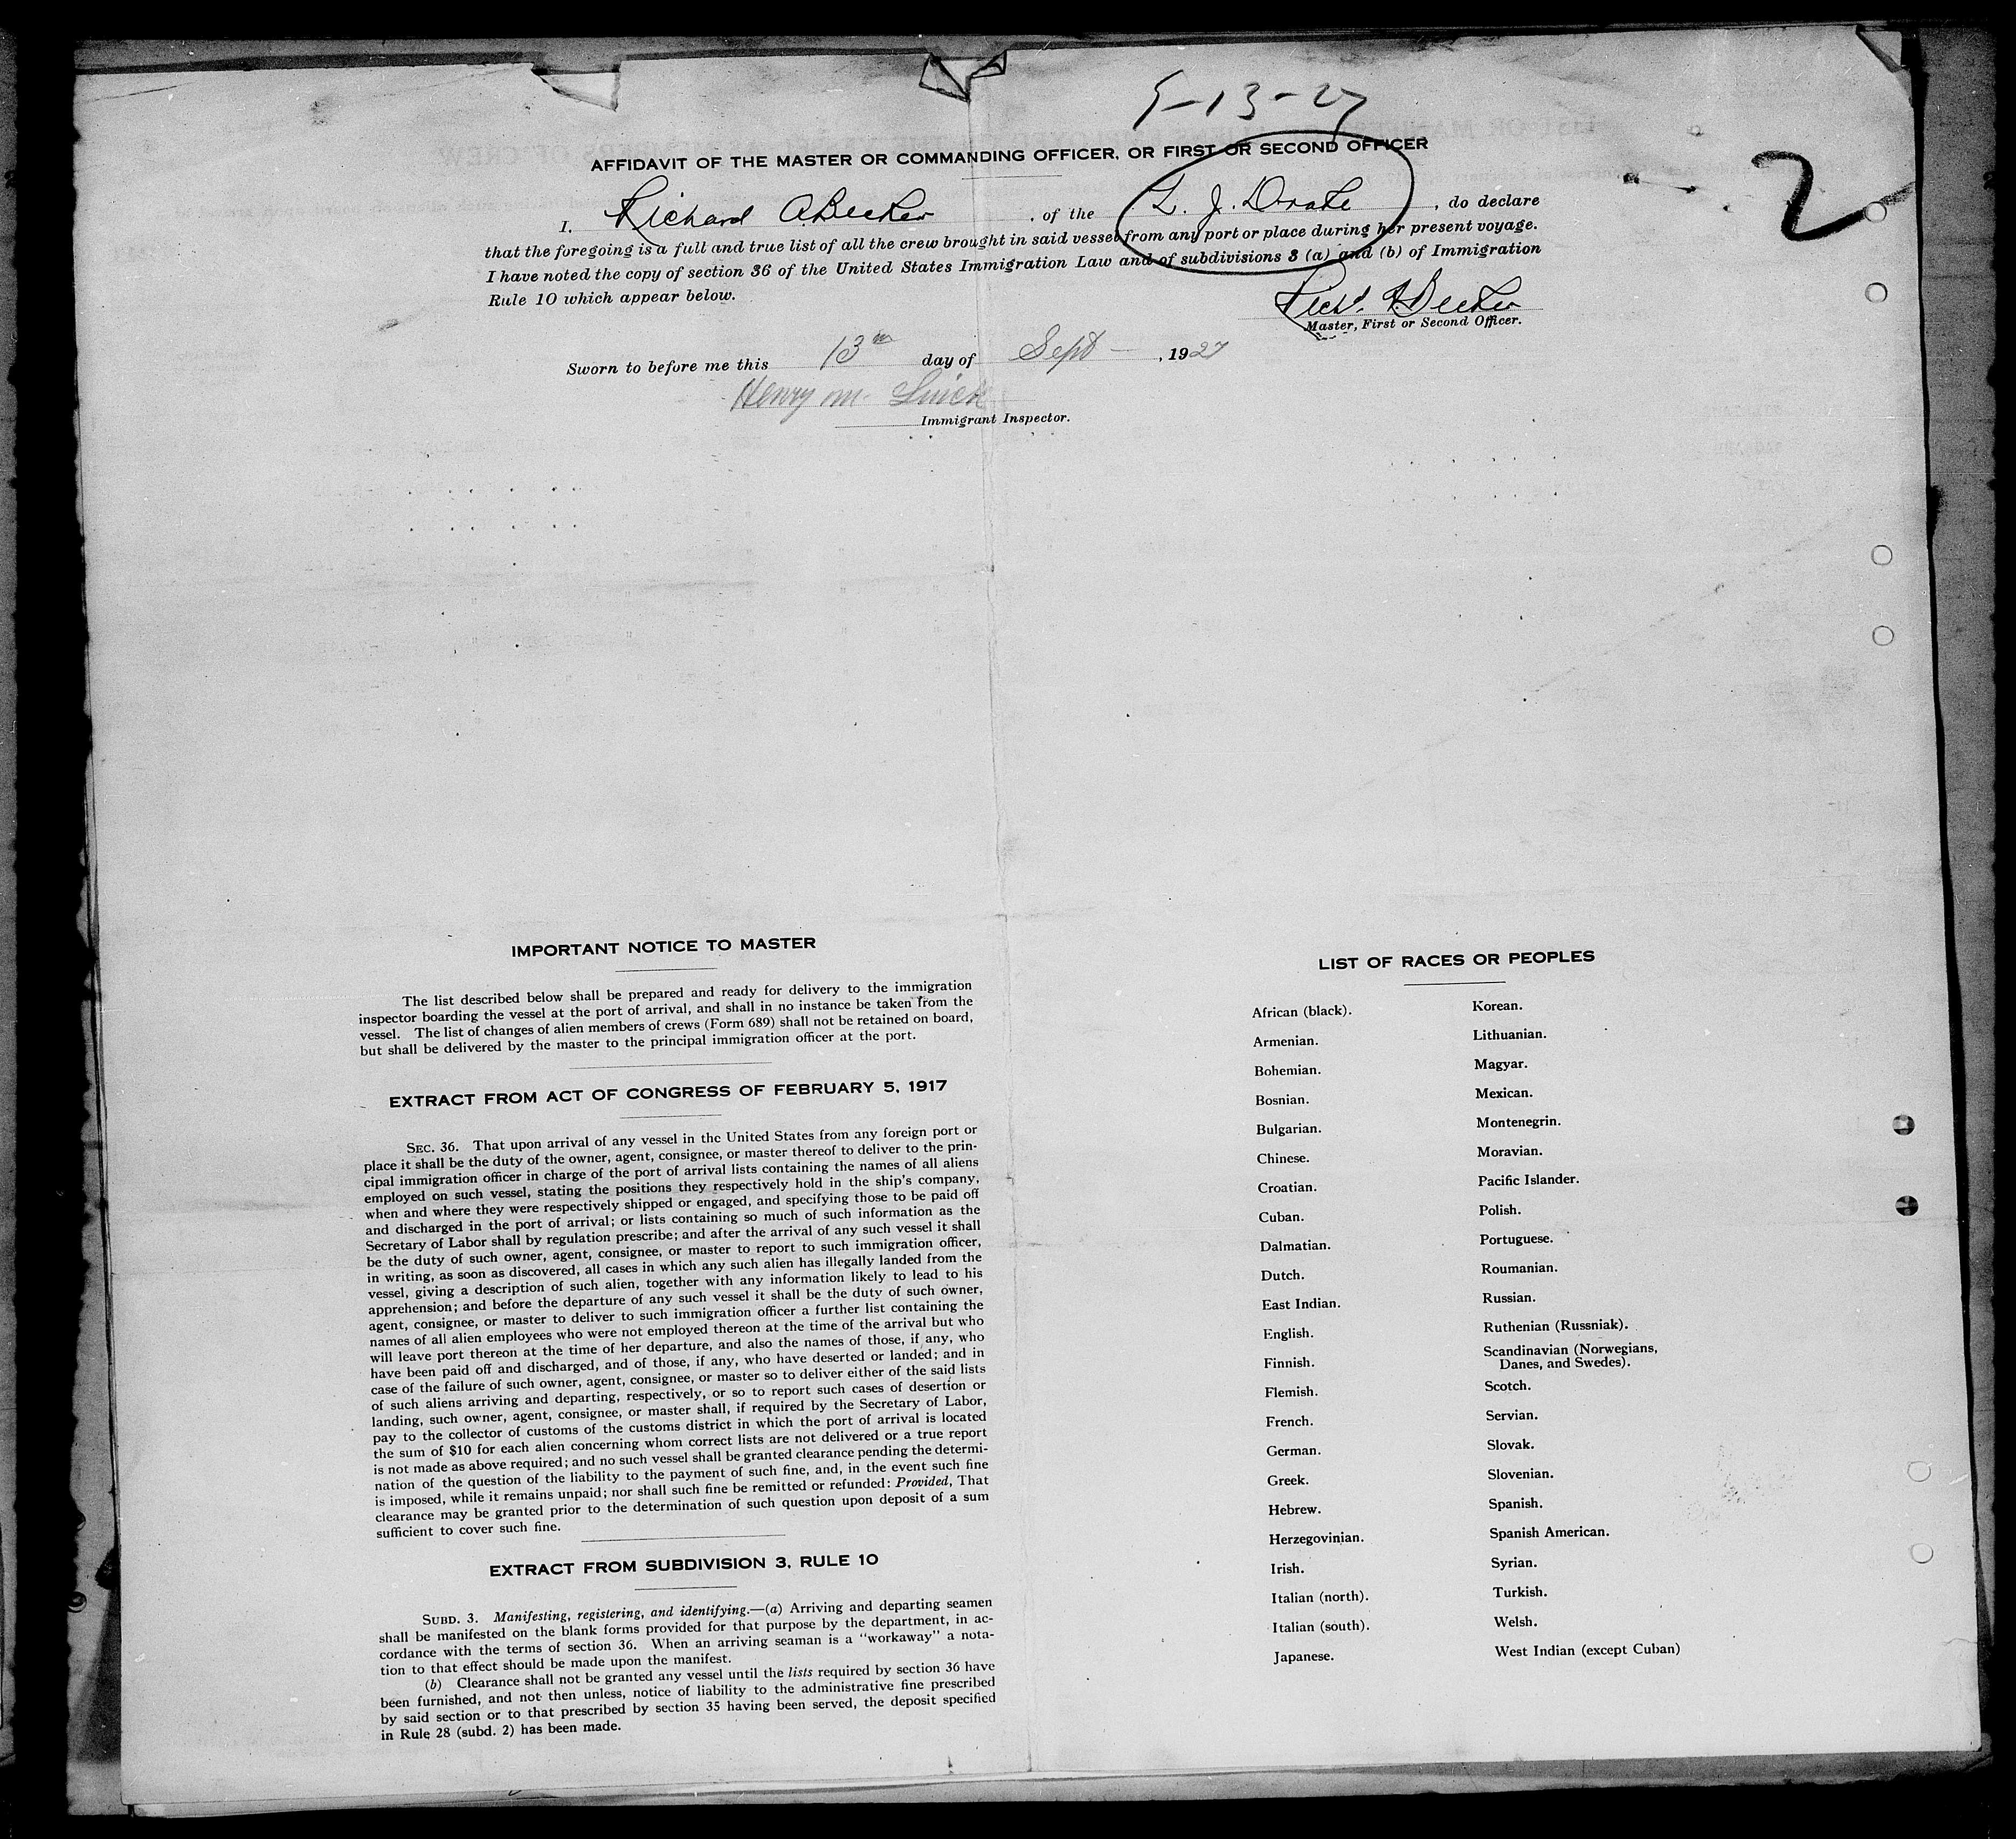 9-13-27
2
AFFIDAVIT OF THE MASTER OR COMMANDING OFFICER, OR FIRST OR SECOND OFFICER
I, Richard A Becker, of the L. J. Drake, do declare
that the foregoing is a full and true list of all the crew brought in said vessel from any port or place during her present voyage.
I have noted the copy of section 36 of the United States Immigration Law and of subdivisions 3 (a) and (b) of Immigration
Rule 10 which appear below.
Rich. A Becker
Master, First or Second Officer.
Sworn to before me this 13th day of Sept, 1927
Henry M.
Immigrant Inspector.
IMPORTANT NOTICE TO MASTER
The list described below shall be prepared and ready for delivery to the immigration
inspector boarding the vessel at the port of arrival, and shall in no instance be taken from the
vessel. The list of changes of alien members of crews (Form 689) shall not be retained on board,
but shall be delivered by the master to the principal immigration officer at the port.
EXTRACT FROM ACT OF CONGRESS OF FEBRUARY 5, 1917
SEC. 36. That upon arrival of any vessel in the United States from any foreign port or
place it shall be the duty of the owner, agent, consignee, or master thereof to deliver to the prin-
cipal immigration officer in charge of the port of arrival lists containing the names of all aliens
employed on such vessel, stating the positions they respectively hold in the ship's company,
when and where they were respectively shipped or engaged, and specifying those to be paid off
and discharged in the port of arrival; or lists containing so much of such information as the
Secretary of Labor shall by regulation prescribe; and after the arrival of any such vessel it shall
be the duty of such owner, agent, consignee, or master to report to such immigration officer,
in writing, as soon as discovered, all cases in which any such alien has illegally landed from the
vessel, giving a description of such alien, together with any information likely to lead to his
apprehension; and before the departure of any such vessel it shall be the duty of such owner,
agent, consignee, or master to deliver to such immigration officer a further list containing the
names of all alien employees who were not employed thereon at the time of the arrival but who
will leave port thereon at the time of her departure, and also the names of those, if any, who
have been paid off and discharged, and of those, if any, who have deserted or landed; and in
case of the failure of such owner, agent, consignee, or master so to deliver either of the said lists
of such aliens arriving and departing, respectively, or so to report such cases of desertion or
landing, such owner, agent, consignee, or master shall, if required by the Secretary of Labor,
pay to the collector of customs of the customs district in which the port of arrival is located
the sum of $10 for each alien concerning whom correct lists are not delivered or a true report
is not made as above required; and no such vessel shall be granted clearance pending the determi-
nation of the question of the liability to the payment of such fine, and, in the event such fine
is imposed, while it remains unpaid; nor shall such fine be remitted or refunded: Provided, That
clearance may be granted prior to the determination of such question upon deposit of a sum
sufficient to cover such fine.
EXTRACT FROM SUBDIVISION 3, RULE 10
SUBD. 3. Manifesting, registering, and identifying.—(a) Arriving and departing seamen
shall be manifested on the blank forms provided for that purpose by the department, in ac-
cordance with the terms of section 36. When an arriving seaman is a "workaway" a nota-
tion to that effect should be made upon the manifest.
(b) Clearance shall not be granted any vessel until the lists required by section 36 have
been furnished, and not then unless, notice of liability to the administrative fine prescribed
by said section or to that prescribed by section 35 having been served, the deposit specified
in Rule 28 (subd. 2) has been made.
LIST OF RACES OR PEOPLES
African (black).
Armenian.
Bohemian.
Bosnian.
Bulgarian.
Chinese.
Croatian.
Cuban.
Dalmatian.
Dutch.
East Indian.
English.
Finnish.
Flemish.
French.
German.
Greek.
Hebrew.
Herzegovinian.
Irish.
Italian (north).
Italian (south).
Japanese.
Korean.
Lithuanian.
Magyar.
Mexican.
Montenegrin.
Moravian.
Pacific Islander.
Polish.
Portuguese.
Roumanian.
Russian.
Ruthenian (Russniak).
Scandinavian (Norwegians,
Danes, and Swedes).
Scotch.
Servian.
Slovak.
Slovenian.
Spanish.
Spanish American.
Syrian.
Turkish.
Welsh.
West Indian (except Cuban)